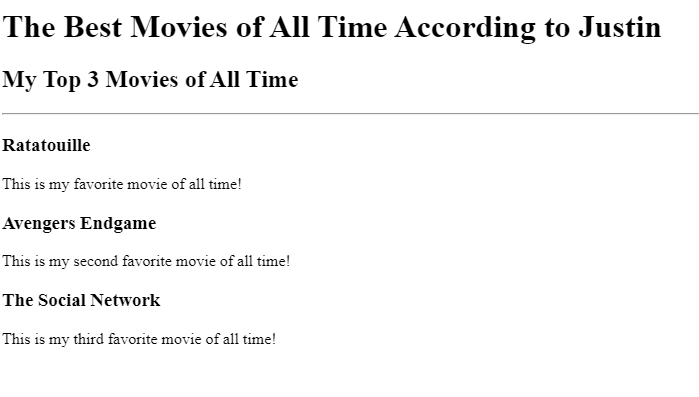 The Best Movies of All Time According to Justin
My Top 3 Movies of All Time
Ratatouille
This is my favorite movie of all time!
Avengers Endgame
This is my second favorite movie of all time!
The Social Network
This is my third favorite movie of all time!